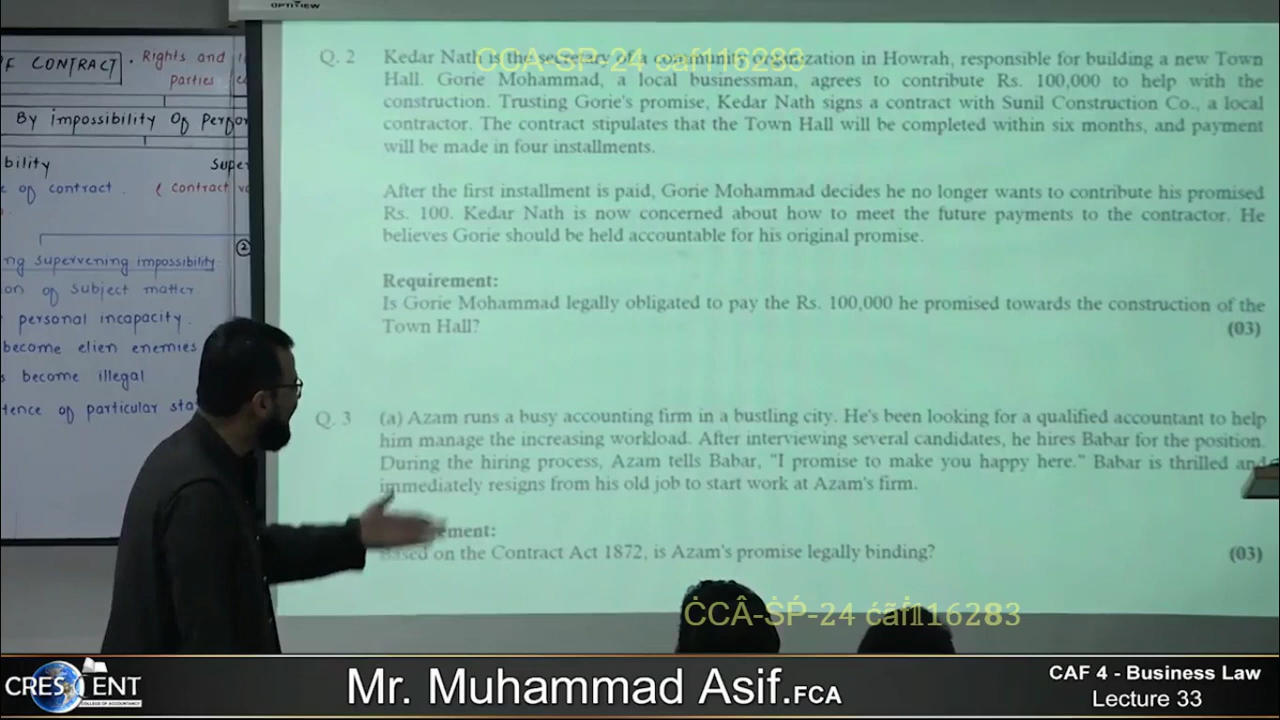 OPTIVIEW
OF CONTRACT
Rights and
parties
By impossibility Of Perfor
bility
Supe
e of contract.
( contract vo
②
ng supervening impossibility
on of subject matter.
personal incapacity.
become elien enemies
s become illegal
tence of particular sta
CCA-SP-24 caf116283
Q. 2 Kedar Nath is the secretary of a community organization in Howrah, responsible for building a new Town
Hall. Gorie Mohammad, a local businessman, agrees to contribute Rs. 100,000 to help with the
construction. Trusting Gorie's promise, Kedar Nath signs a contract with Sunil Construction Co., a local
contractor. The contract stipulates that the Town Hall will be completed within six months, and payment
will be made in four installments.
After the first installment is paid, Gorie Mohammad decides he no longer wants to contribute his promised
Rs. 100. Kedar Nath is now concerned about how to meet the future payments to the contractor. He
believes Gorie should be held accountable for his original promise.
Requirement:
Is Gorie Mohammad legally obligated to pay the Rs. 100,000 he promised towards the construction of the
Town Hall? (03)
Q. 3 (a) Azam runs a busy accounting firm in a bustling city. He's been looking for a qualified accountant to help
him manage the increasing workload. After interviewing several candidates, he hires Babar for the position.
During the hiring process, Azam tells Babar, "I promise to make you happy here." Babar is thrilled and
immediately resigns from his old job to start work at Azam's firm.
ement:
Based on the Contract Act 1872, is Azam's promise legally binding? (03)
ĊCÂ-ṠṔ-24 ćãḟ116283
CRESCENT
COLLEGE OF ACCOUNTANCY
Mr. Muhammad Asif.FCA
CAF 4 - Business Law
Lecture 33